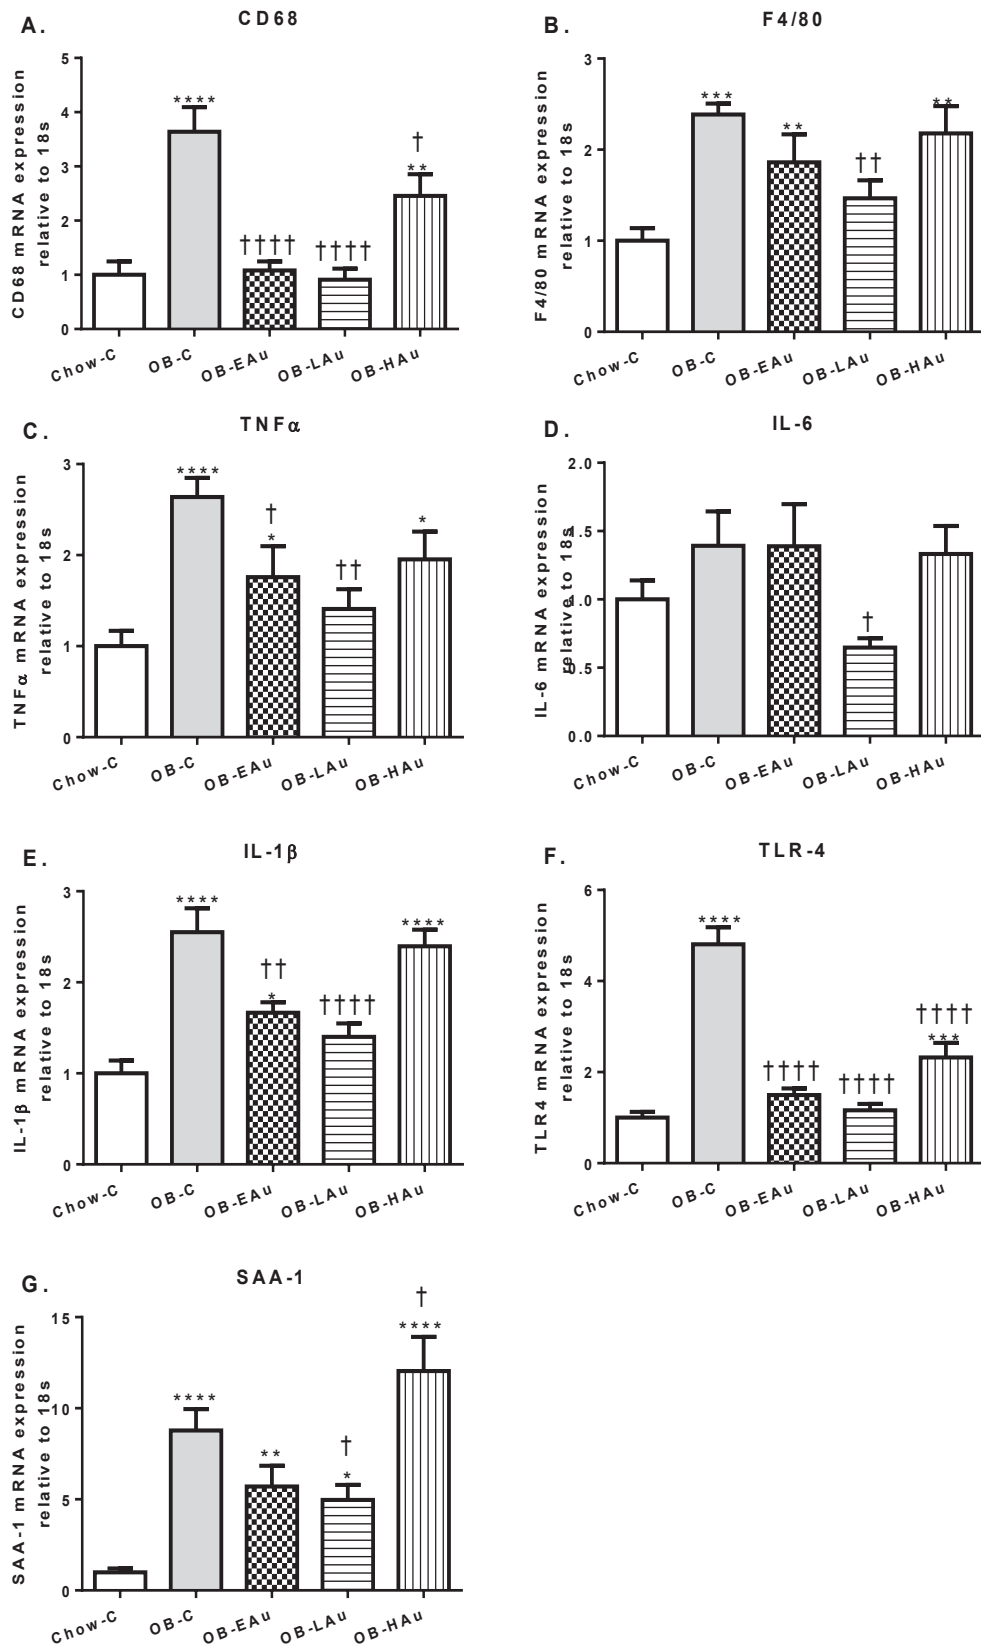 A.
CD68
CD68 mRNA expression
relative to 18s
5
4
3
2
1
0
****
††††
††††
†
**
Chow-C
OB-C
OB-EAu
OB-LAu
OB-HAu
B.
F4/80
F4/80 mRNA expression
relative to 18s
3
2
1
0
***
**
††
**
Chow-C
OB-C
OB-EAu
OB-LAu
OB-HAu
C.
TNFα
TNFα mRNA expression
relative to 18s
3
2
1
0
****
†
*
††
*
Chow-C
OB-C
OB-EAu
OB-LAu
OB-HAu
D.
IL-6
IL-6 mRNA expression
relative to 18s
2.0
1.5
1.0
0.5
0.0
†
Chow-C
OB-C
OB-EAu
OB-LAu
OB-HAu
E.
IL-1β
IL-1β mRNA expression
relative to 18s
3
2
1
0
****
††
*
††††
****
Chow-C
OB-C
OB-EAu
OB-LAu
OB-HAu
F.
TLR-4
TLR4 mRNA expression
relative to 18s
6
4
2
0
****
††††
††††
††††
***
Chow-C
OB-C
OB-EAu
OB-LAu
OB-HAu
G.
SAA-1
SAA-1 mRNA expression
relative to 18s
15
10
5
0
****
**
†
*
†
****
Chow-C
OB-C
OB-EAu
OB-LAu
OB-HAu